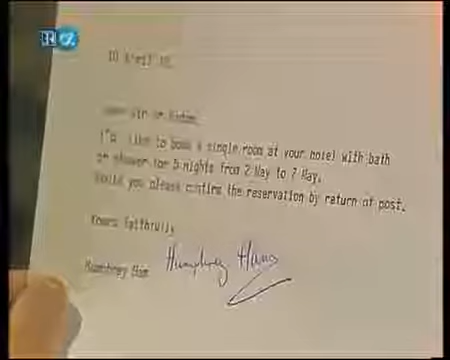 10 April
Dear Sir or Madam,
I'd like to book a single room at your hotel with bath
or shower for 5 nights from 2 May to 7 May.
Would you please confirm the reservation by return of post.
Yours faithfully
Humphrey
Humphrey